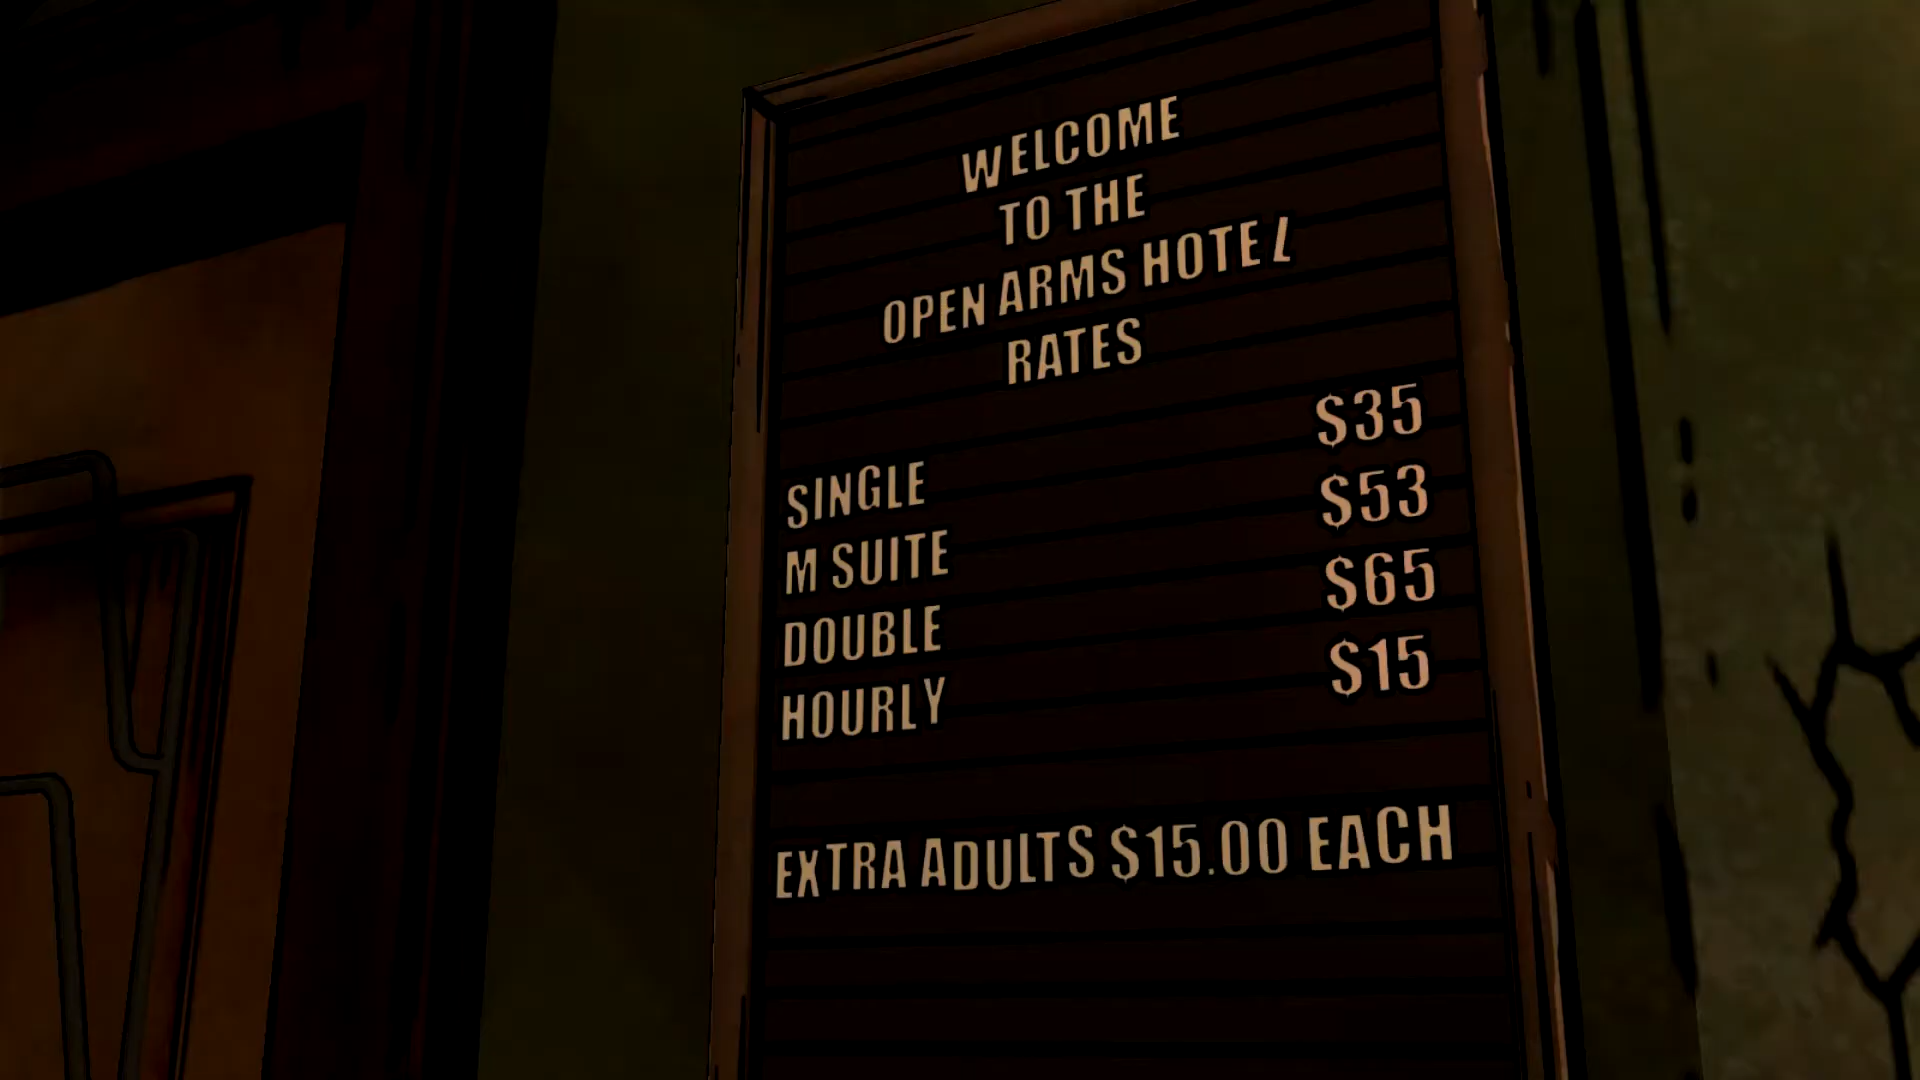 WELCOME
TO THE
OPEN ARMS HOTEL
RATES
SINGLE $35
M SUITE $53
DOUBLE $65
HOURLY $15
EXTRA ADULTS $15.00 EACH